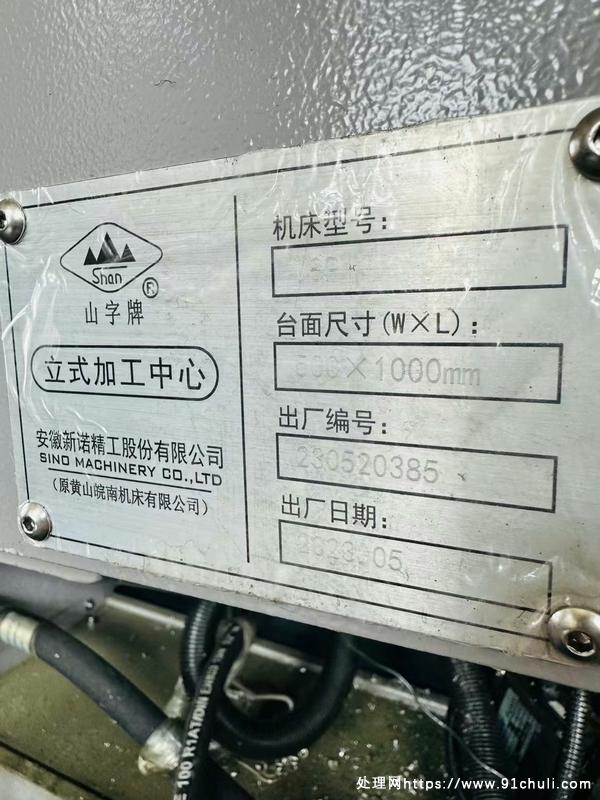 Shan
R
山字牌
立式加工中心
安徽新诺精工股份有限公司
SINO MACHINERY CO.,LTD
(原黄山皖南机床有限公司)
机床型号:
台面尺寸(W×L):
×1000mm
出厂编号:
230520385
出厂日期:
2023.05
100 R1AT/1SN
处理网https://www.91chuli.com